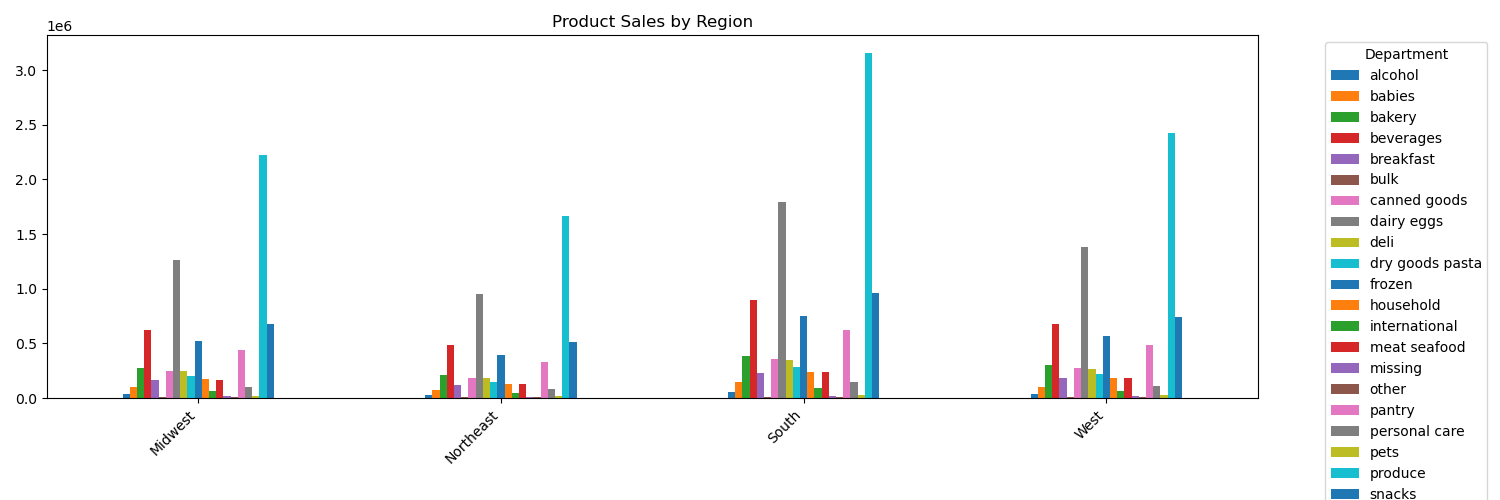 Product Sales by Region
1e6
3.0
2.5
2.0
1.5
1.0
0.5
0.0
Midwest
Northeast
South
West
Department
alcohol
babies
bakery
beverages
breakfast
bulk
canned goods
dairy eggs
deli
dry goods pasta
frozen
household
international
meat seafood
missing
other
pantry
personal care
pets
produce
snacks